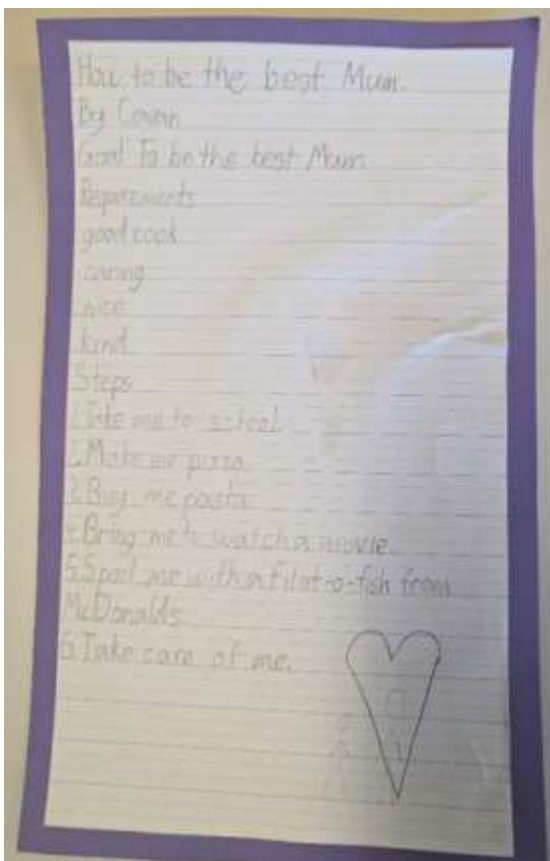 How to be the best Mum.
By
Goal To be the best Mum
Requirements
good cook
caring
nice
kind
Steps
1.Take me to school
2.Make me pizza
3.Buy me pasta
4.Bring me to watch a movie
5.Spoil me with a filet-o-fish from
McDonalds
6.Take care of me.